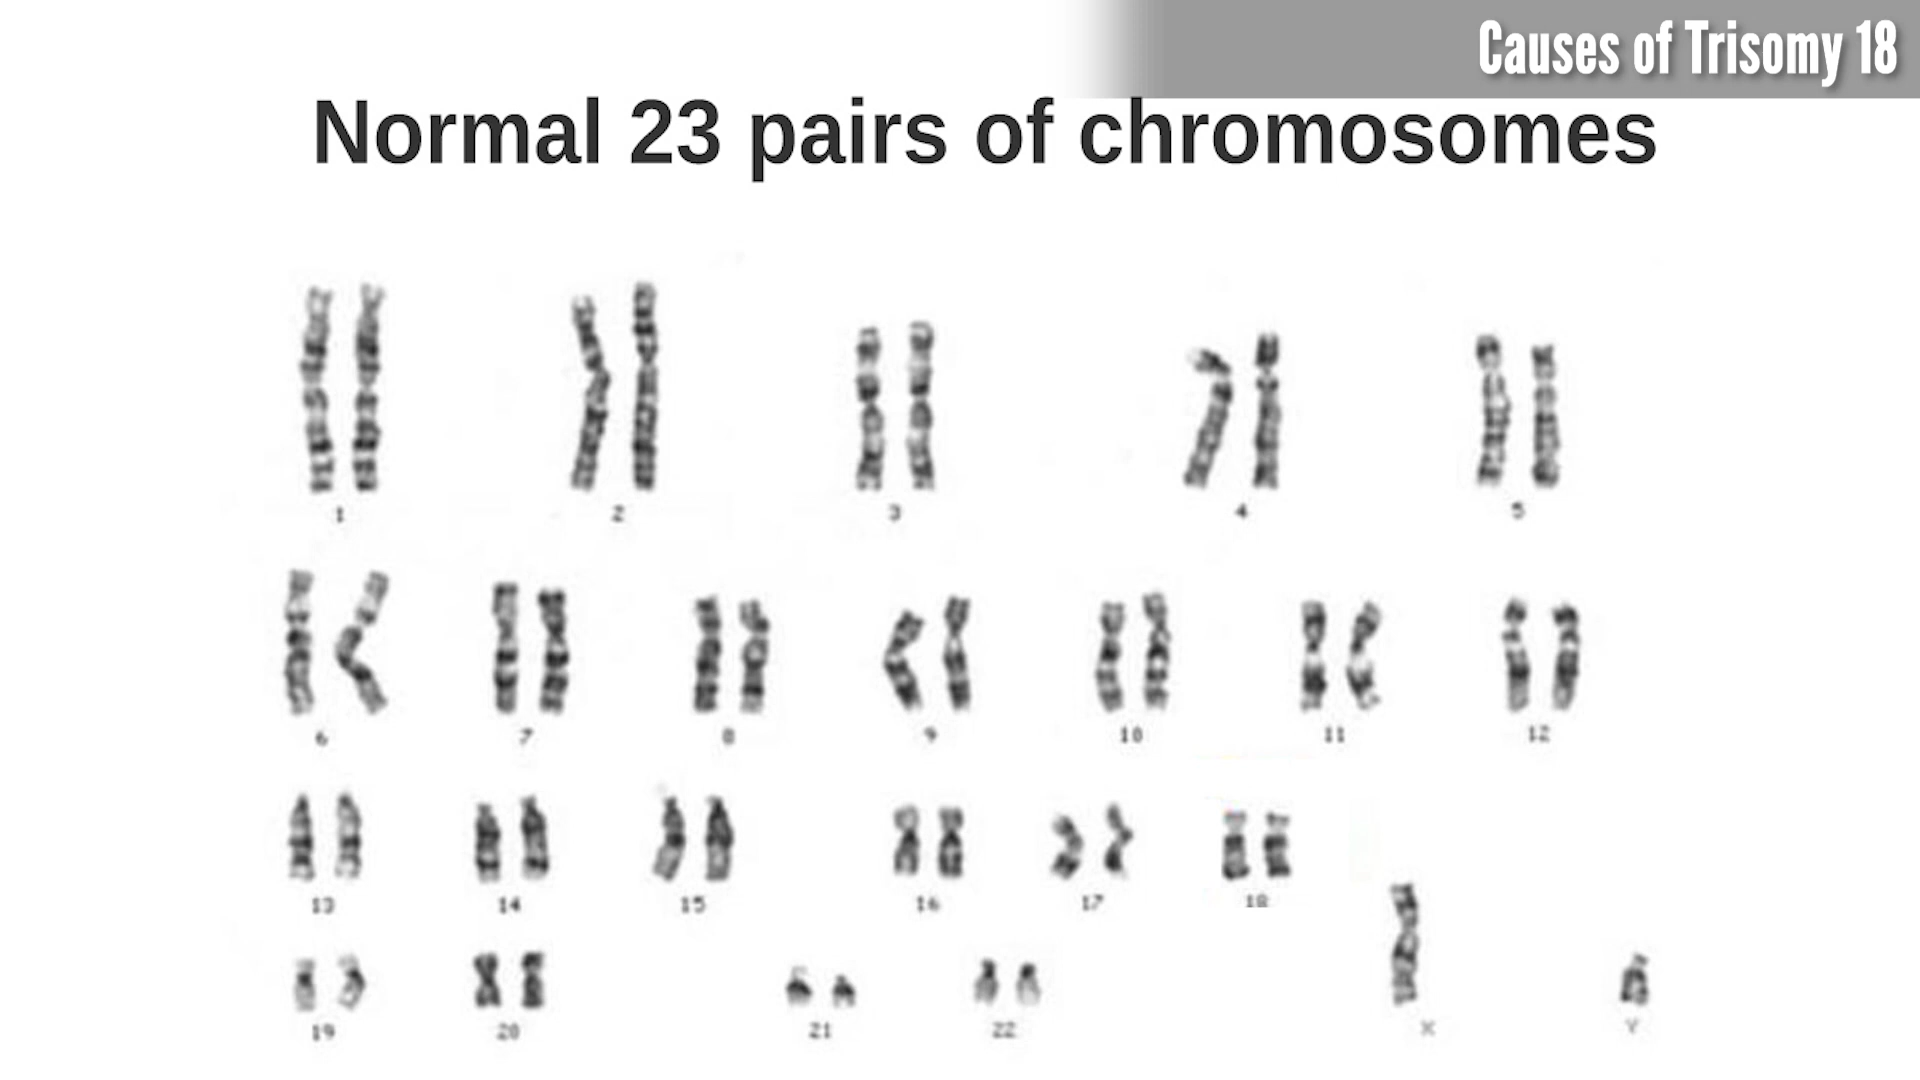 Causes of Trisomy 18
Normal 23 pairs of chromosomes
1 2 3 4 5
6 7 8 9 10 11 12
13 14 15 16 17 18
19 20 21 22 X Y